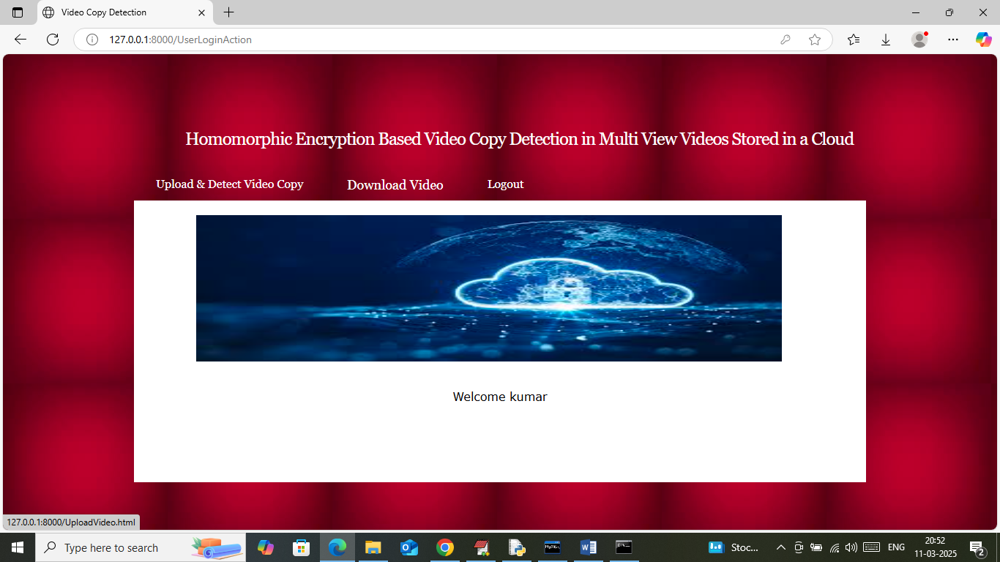 Video Copy Detection
127.0.0.1:8000/UserLoginAction
Homomorphic Encryption Based Video Copy Detection in Multi View Videos Stored in a Cloud
Upload & Detect Video Copy Download Video Logout
Welcome kumar
127.0.0.1:8000/UploadVideo.html
Type here to search
Stoc...
ENG
20:52
11-03-2025
2